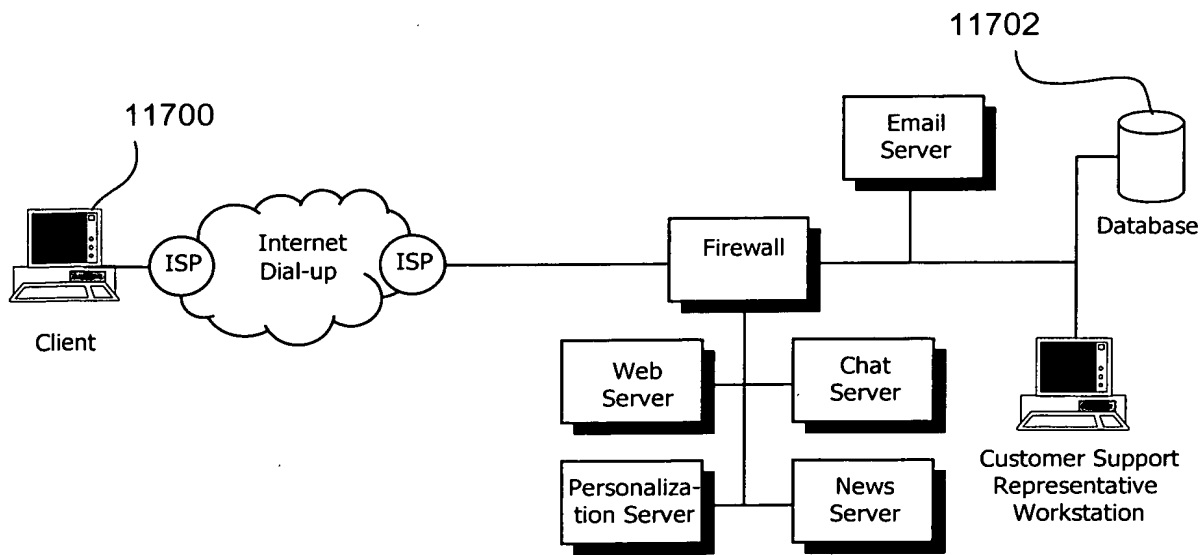 11702
11700
Email
Server
Database
Internet
Dial-up
ISP
ISP
Firewall
Client
Web
Server
Chat
Server
Personaliza-
tion Server
News
Server
Customer Support
Representative
Workstation